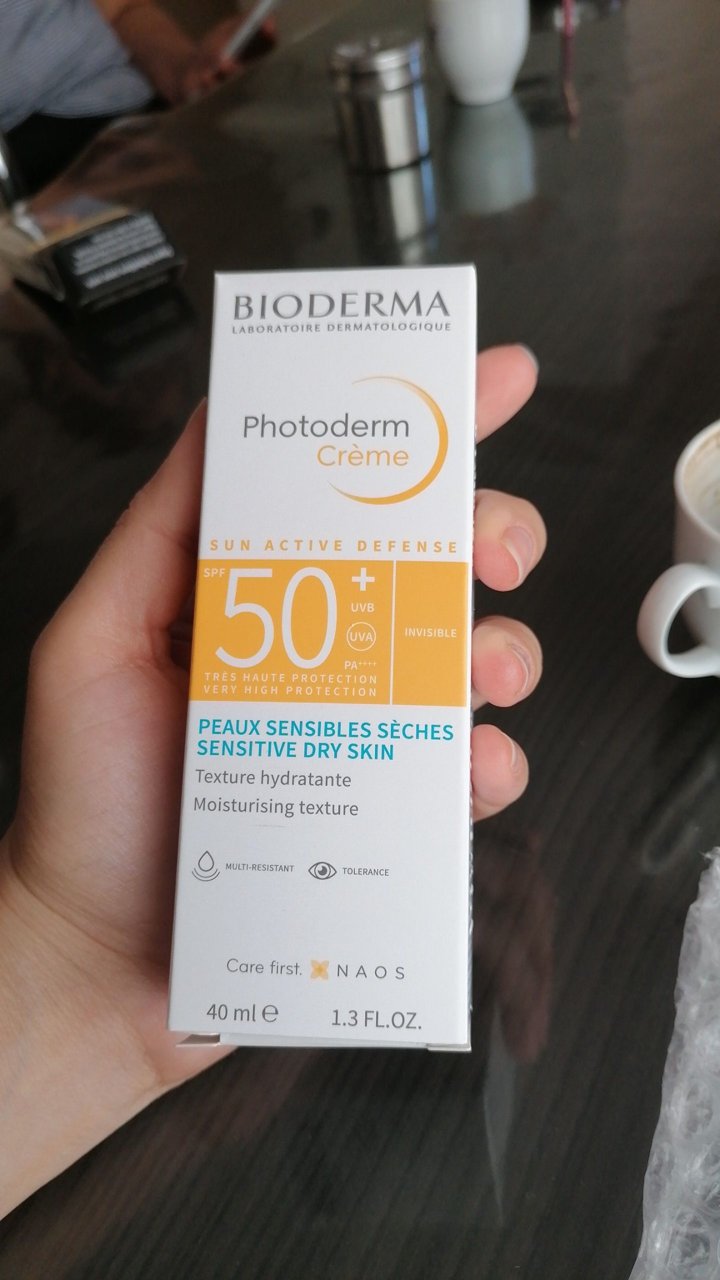 BIODERMA
LABORATOIRE DERMATOLOGIQUE
Photoderm
Crème
SUN ACTIVE DEFENSE
SPF 50+
UVB
UVA
PA++++
INVISIBLE
TRÈS HAUTE PROTECTION
VERY HIGH PROTECTION
PEAUX SENSIBLES SÈCHES
SENSITIVE DRY SKIN
Texture hydratante
Moisturising texture
MULTI-RESISTANT TOLERANCE
Care first. NAOS
40 ml ℮ 1.3 FL.OZ.